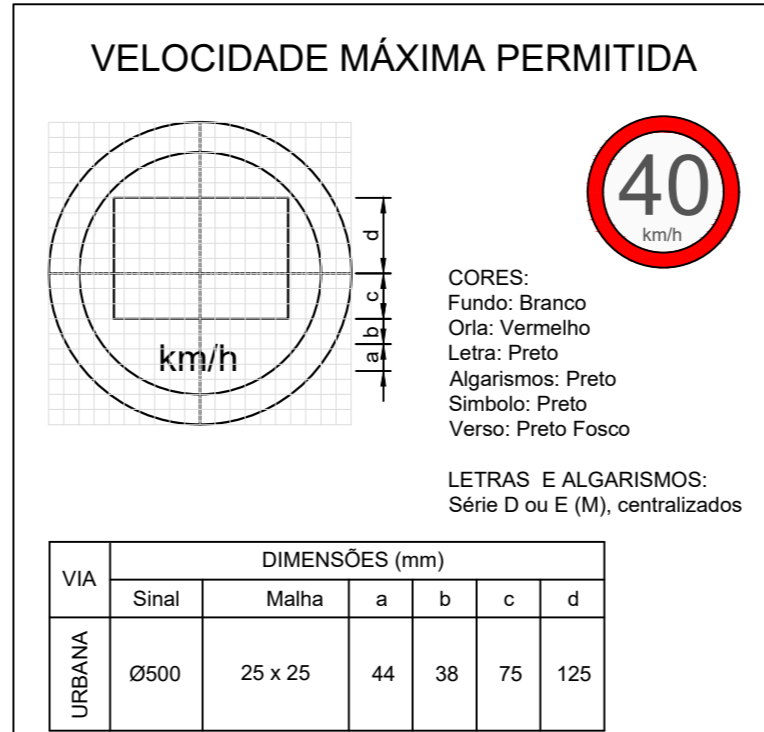 VELOCIDADE MÁXIMA PERMITIDA
40
km/h
d
c
b
a
km/h
CORES:
Fundo: Branco
Orla: Vermelho
Letra: Preto
Algarismos: Preto
Simbolo: Preto
Verso: Preto Fosco
LETRAS E ALGARISMOS:
Série D ou E (M), centralizados
VIA
DIMENSÕES (mm)
Sinal Malha a b c d
URBANA
Ø500 25 x 25 44 38 75 125